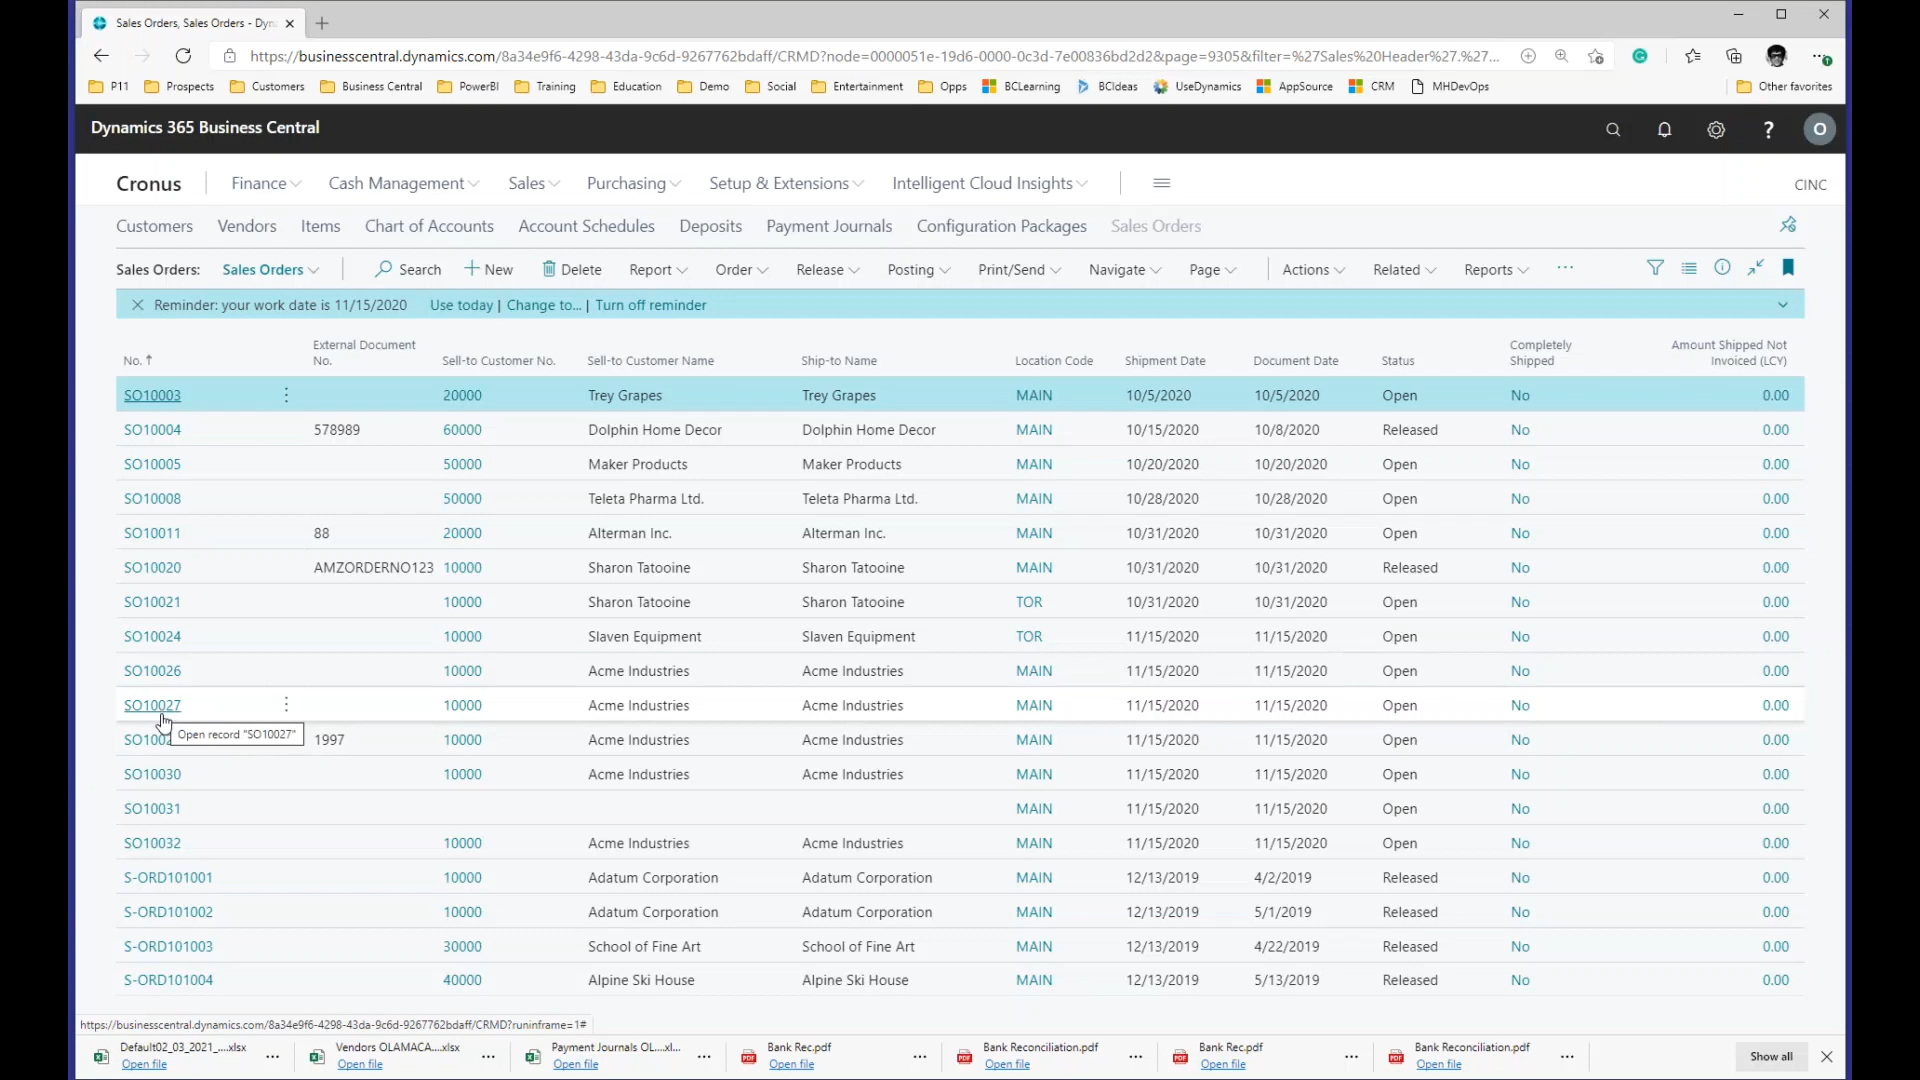 Sales Orders, Sales Orders - Dyn
https://businesscentral.dynamics.com/8a34e9f6-4298-43da-9c6d-9267762bdaff/CRMD?node=0000051e-19d6-0000-0c3d-7e00836bd2d2&page=9305&filter=%27Sales%20Header%27.%27...
P11 Prospects Customers Business Central PowerBI Training Education Demo Social Entertainment Opps BCLearning BCIdeas UseDynamics AppSource CRM MHDevOps Other favorites
Dynamics 365 Business Central ? O
Cronus Finance Cash Management Sales Purchasing Setup & Extensions Intelligent Cloud Insights CINC
Customers Vendors Items Chart of Accounts Account Schedules Deposits Payment Journals Configuration Packages Sales Orders
Sales Orders: Sales Orders Search New Delete Report Order Release Posting Print/Send Navigate Page Actions Related Reports ...
Reminder: your work date is 11/15/2020 Use today | Change to... | Turn off reminder
No. ↑ External Document No. Sell-to Customer No. Sell-to Customer Name Ship-to Name Location Code Shipment Date Document Date Status Completely Shipped Amount Shipped Not Invoiced (LCY)
SO10003 20000 Trey Grapes Trey Grapes MAIN 10/5/2020 10/5/2020 Open No 0.00
SO10004 578989 60000 Dolphin Home Decor Dolphin Home Decor MAIN 10/15/2020 10/8/2020 Released No 0.00
SO10005 50000 Maker Products Maker Products MAIN 10/20/2020 10/20/2020 Open No 0.00
SO10008 50000 Teleta Pharma Ltd. Teleta Pharma Ltd. MAIN 10/28/2020 10/28/2020 Open No 0.00
SO10011 88 20000 Alterman Inc. Alterman Inc. MAIN 10/31/2020 10/31/2020 Open No 0.00
SO10020 AMZORDERNO123 10000 Sharon Tatooine Sharon Tatooine MAIN 10/31/2020 10/31/2020 Released No 0.00
SO10021 10000 Sharon Tatooine Sharon Tatooine TOR 10/31/2020 10/31/2020 Open No 0.00
SO10024 10000 Slaven Equipment Slaven Equipment TOR 11/15/2020 11/15/2020 Open No 0.00
SO10026 10000 Acme Industries Acme Industries MAIN 11/15/2020 11/15/2020 Open No 0.00
SO10027 10000 Acme Industries Acme Industries MAIN 11/15/2020 11/15/2020 Open No 0.00
Open record "SO10027"
1997 10000 Acme Industries Acme Industries MAIN 11/15/2020 11/15/2020 Open No 0.00
SO10030 10000 Acme Industries Acme Industries MAIN 11/15/2020 11/15/2020 Open No 0.00
SO10031 MAIN 11/15/2020 11/15/2020 Open No 0.00
SO10032 10000 Acme Industries Acme Industries MAIN 11/15/2020 11/15/2020 Open No 0.00
S-ORD101001 10000 Adatum Corporation Adatum Corporation MAIN 12/13/2019 4/2/2019 Released No 0.00
S-ORD101002 10000 Adatum Corporation Adatum Corporation MAIN 12/13/2019 5/1/2019 Released No 0.00
S-ORD101003 30000 School of Fine Art School of Fine Art MAIN 12/13/2019 4/22/2019 Released No 0.00
S-ORD101004 40000 Alpine Ski House Alpine Ski House MAIN 12/13/2019 5/13/2019 Released No 0.00
https://businesscentral.dynamics.com/8a34e9f6-4298-43da-9c6d-9267762bdaff/CRMD?runinframe=1#
Default02_03_2021_....xlsx Vendors OLAMACA....xlsx Payment Journals OL....xl... Bank Rec.pdf Bank Reconciliation.pdf Bank Rec.pdf Bank Reconciliation.pdf Show all
Open file Open file Open file Open file Open file Open file Open file